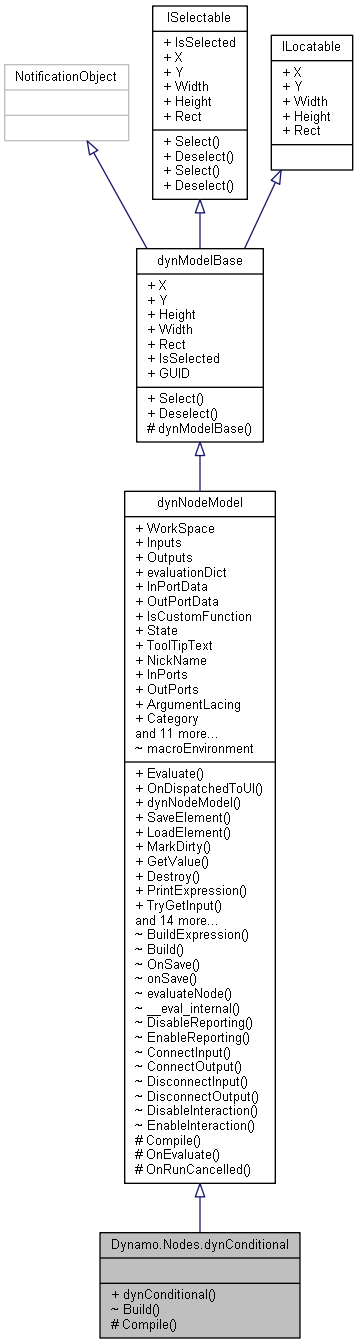 ISelectable
+ IsSelected
+ X
+ Y
+ Width
+ Height
+ Rect
+ Select()
+ Deselect()
+ Select()
+ Deselect()
ILocatable
+ X
+ Y
+ Width
+ Height
+ Rect
NotificationObject
dynModelBase
+ X
+ Y
+ Height
+ Width
+ Rect
+ IsSelected
+ GUID
+ Select()
+ Deselect()
# dynModelBase()
dynNodeModel
+ WorkSpace
+ Inputs
+ Outputs
+ evaluationDict
+ InPortData
+ OutPortData
+ IsCustomFunction
+ State
+ ToolTipText
+ NickName
+ InPorts
+ OutPorts
+ ArgumentLacing
+ Category
and 11 more...
~ macroEnvironment
+ Evaluate()
+ OnDispatchedToUI()
+ dynNodeModel()
+ SaveElement()
+ LoadElement()
+ MarkDirty()
+ GetValue()
+ Destroy()
+ PrintExpression()
+ TryGetInput()
and 14 more...
~ BuildExpression()
~ Build()
~ OnSave()
~ onSave()
~ evaluateNode()
~ __eval_internal()
~ DisableReporting()
~ EnableReporting()
~ ConnectInput()
~ ConnectOutput()
~ DisconnectInput()
~ DisconnectOutput()
~ DisableInteraction()
~ EnableInteraction()
# Compile()
# OnEvaluate()
# OnRunCancelled()
Dynamo.Nodes.dynConditional
+ dynConditional()
~ Build()
# Compile()